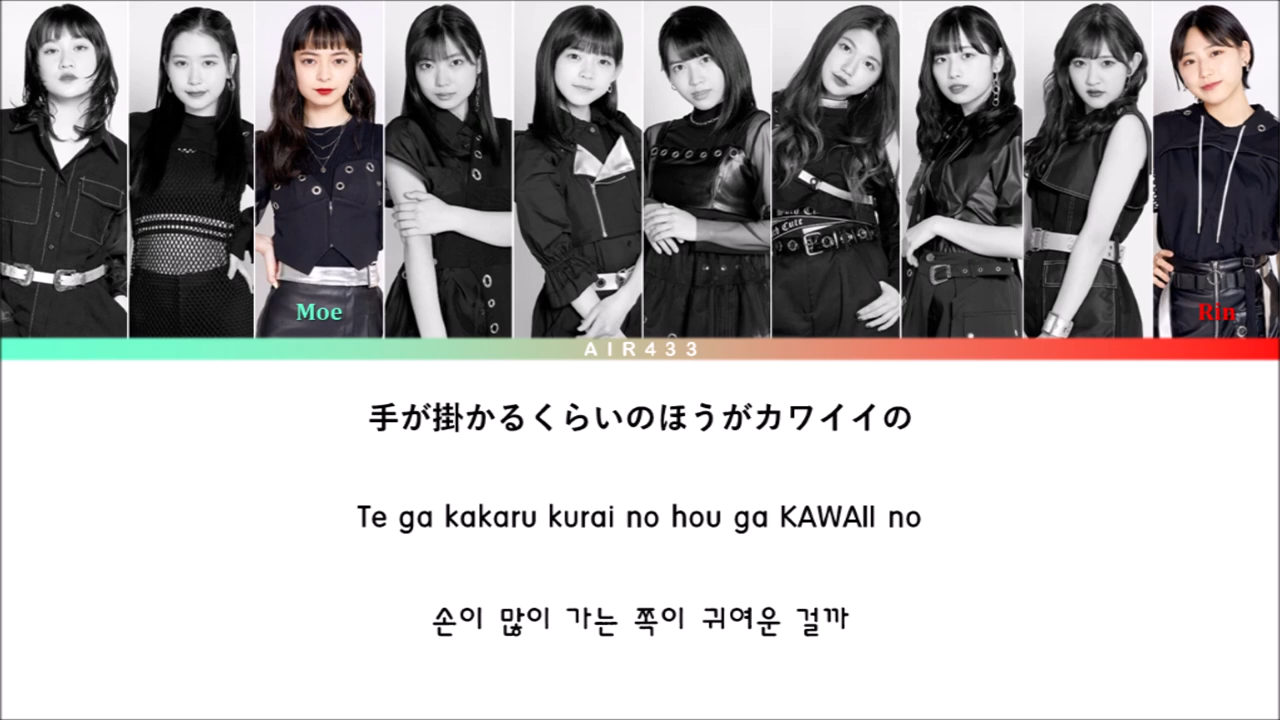 Moe
Rin
AIR433
手が掛かるくらいのほうがカワイイの
Te ga kakaru kurai no hou ga KAWAII no
손이 많이 가는 쪽이 귀여운 걸까